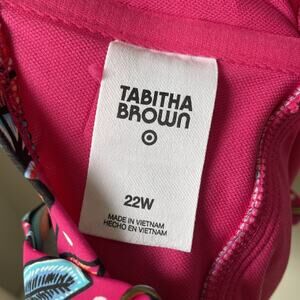 TABITHA
BROWN
22W
MADE IN VIETNAM
HECHO EN VIETNAM